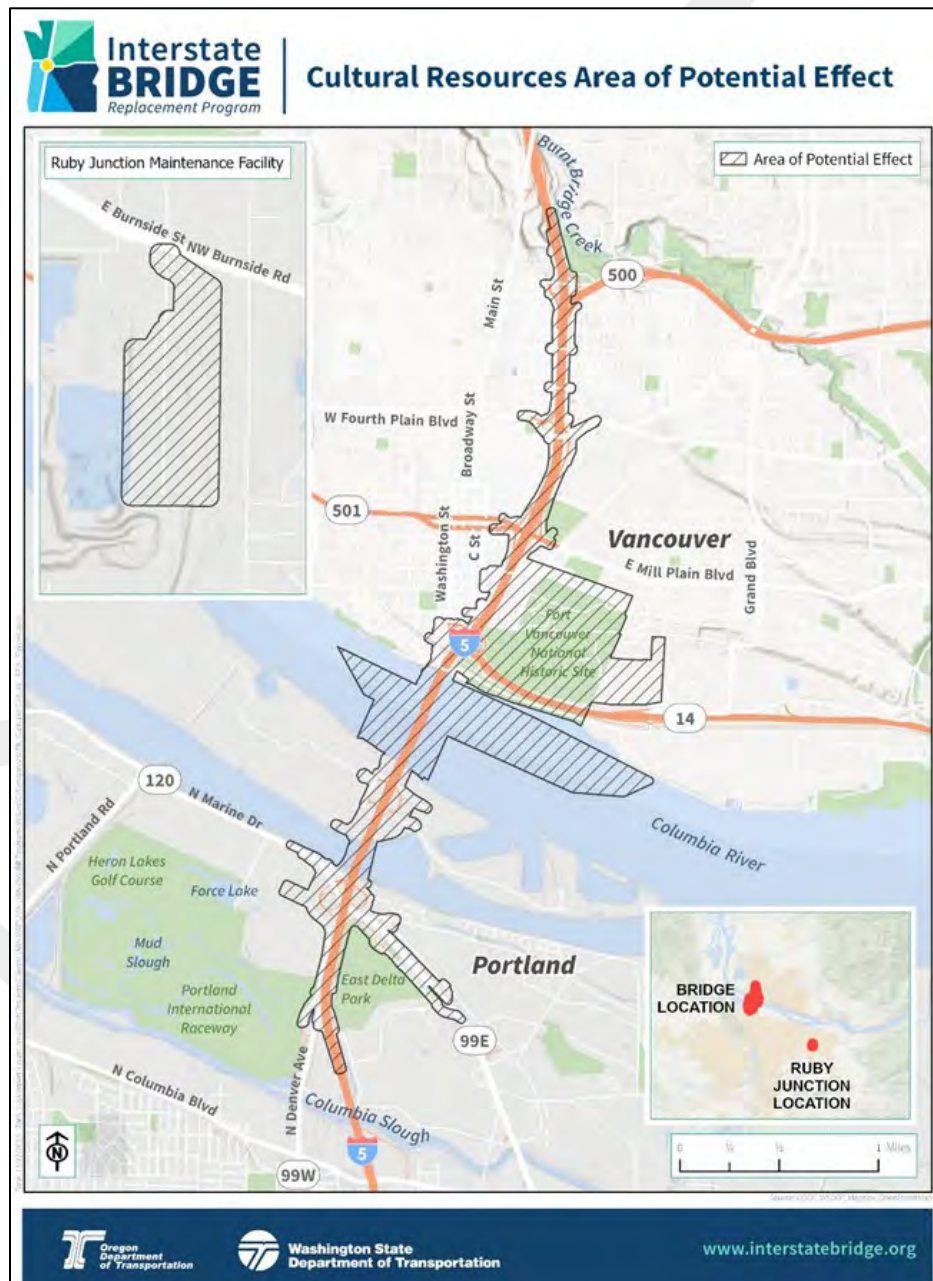 Interstate
BRIDGE
Replacement Program
Cultural Resources Area of Potential Effect
Ruby Junction Maintenance Facility
Area of Potential Effect
E Burnside St
NW Burnside Rd
Burnt Bridge Creek
500
Main St
Broadway St
W Fourth Plain Blvd
501
Washington St
C St
Vancouver
E Mill Plain Blvd
Grand Blvd
Fort
Vancouver
National
Historic Site
5
14
120
N Marine Dr
N Portland Rd
Columbia River
Heron Lakes
Golf Course
Force Lake
Mud
Slough
Portland
International
Raceway
East Delta
Park
Portland
99E
N Denver Ave
N Columbia Blvd
Columbia Slough
99W
5
N
BRIDGE
LOCATION
RUBY
JUNCTION
LOCATION
0 ¼ ½ 1 Miles
Oregon
Department
of Transportation
Washington State
Department of Transportation
www.interstatebridge.org